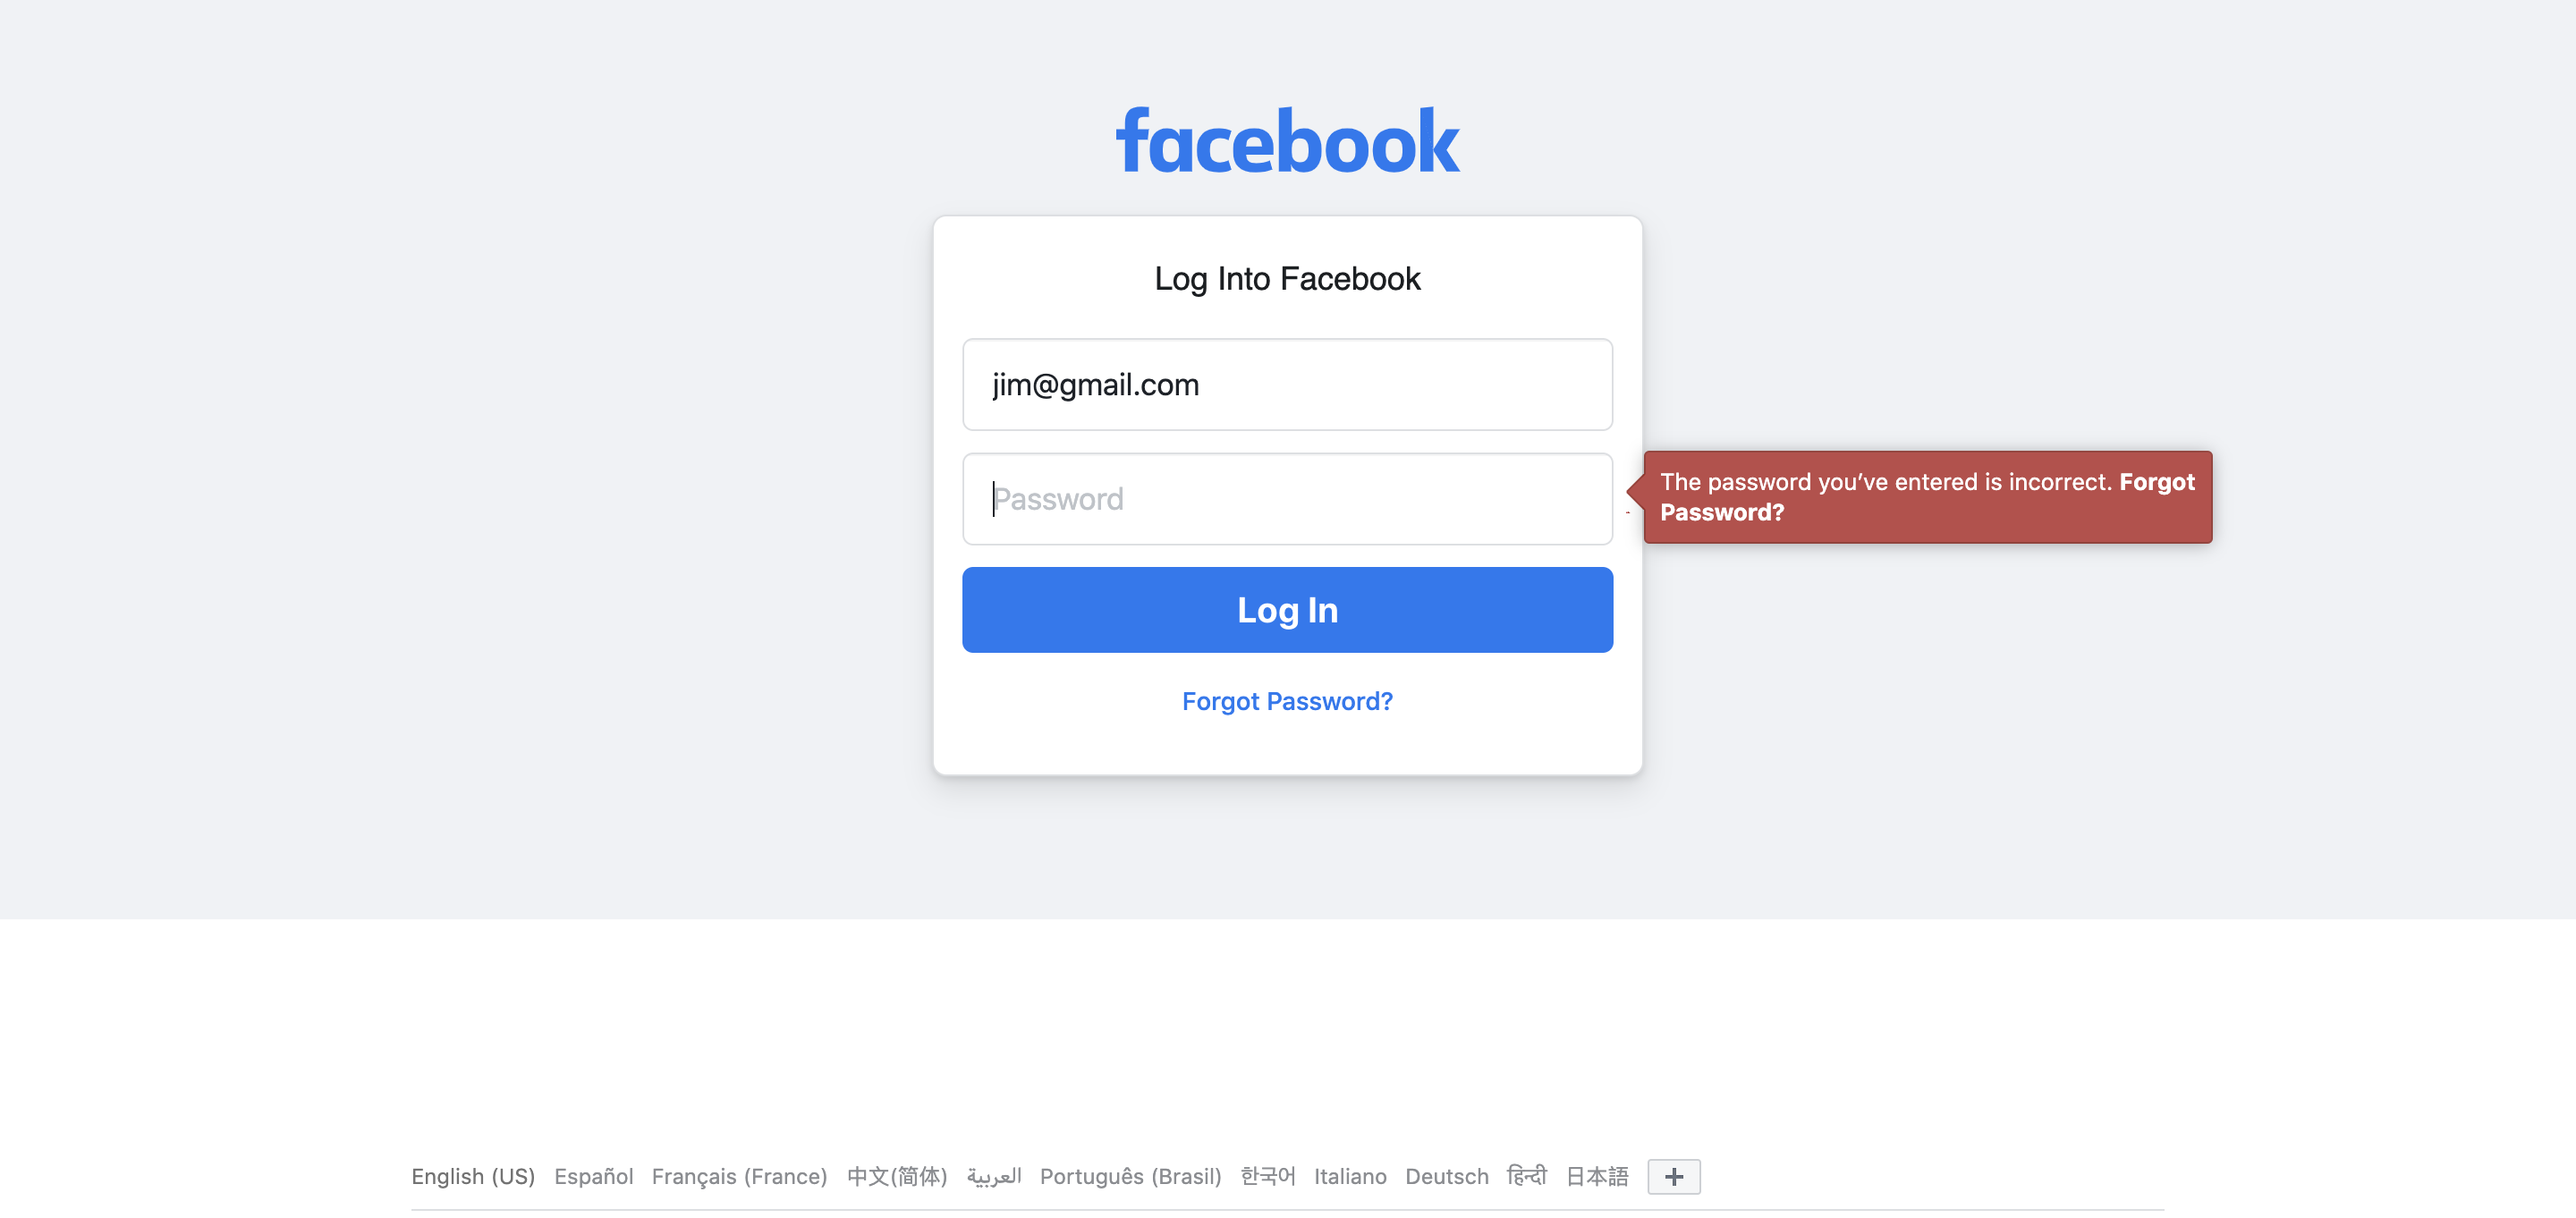 facebook
Log Into Facebook
jim@gmail.com
Password
The password you’ve entered is incorrect. Forgot
Password?
Log In
Forgot Password?
English (US) Español Français (France) 中文(简体) العربية Português (Brasil) 한국어 Italiano Deutsch हिन्दी 日本語 +